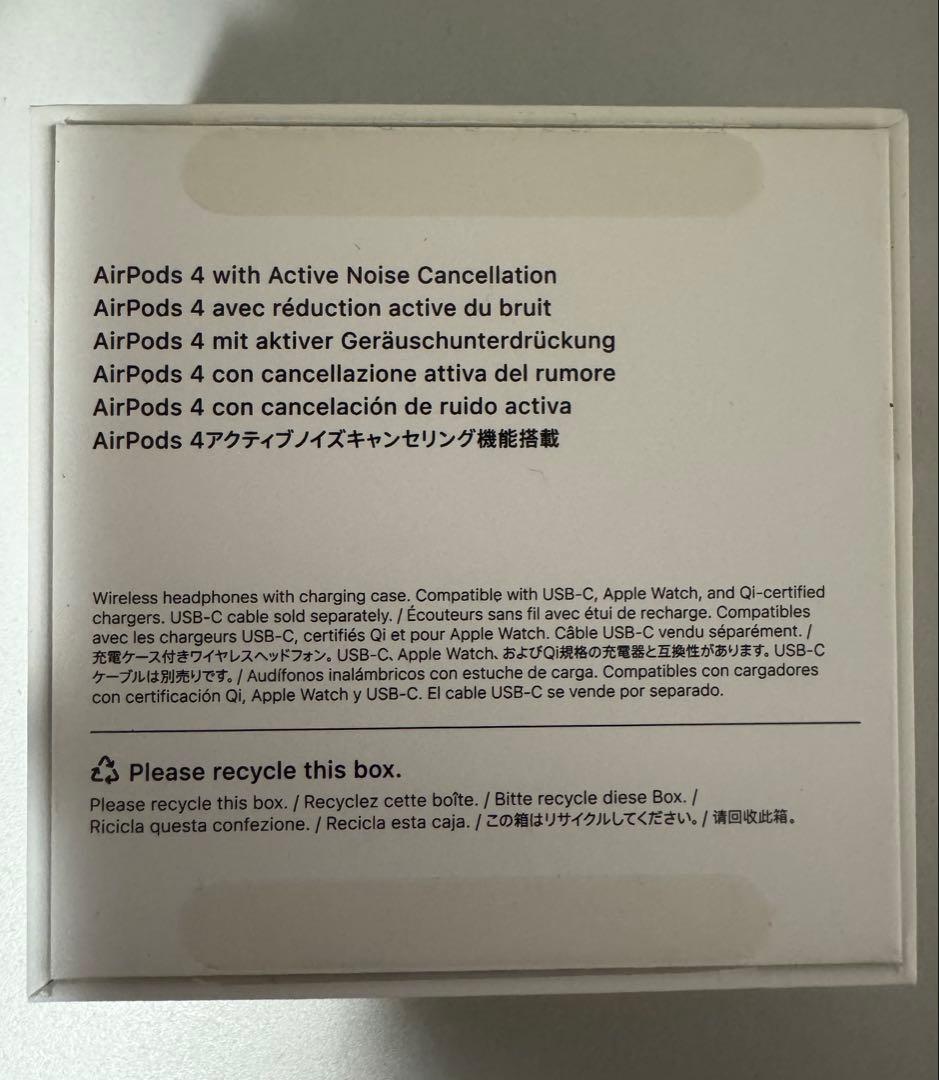 AirPods 4 with Active Noise Cancellation
AirPods 4 avec réduction active du bruit
AirPods 4 mit aktiver Geräuschunterdrückung
AirPods 4 con cancellazione attiva del rumore
AirPods 4 con cancelación de ruido activa
AirPods 4アクティブノイズキャンセリング機能搭載
Wireless headphones with charging case. Compatible with USB-C, Apple Watch, and Qi-certified
chargers. USB-C cable sold separately. / Écouteurs sans fil avec étui de recharge. Compatibles
avec les chargeurs USB-C, certifiés Qi et pour Apple Watch. Câble USB-C vendu séparément. /
充電ケース付きワイヤレスヘッドフォン。USB-C、Apple Watch、およびQi規格の充電器と互換性があります。USB-C
ケーブルは別売りです。/ Audífonos inalámbricos con estuche de carga. Compatibles con cargadores
con certificación Qi, Apple Watch y USB-C. El cable USB-C se vende por separado.
Please recycle this box.
Please recycle this box. / Recyclez cette boîte. / Bitte recycle diese Box. /
Ricicla questa confezione. / Recicla esta caja. / この箱はリサイクルしてください。/ 请回收此箱。